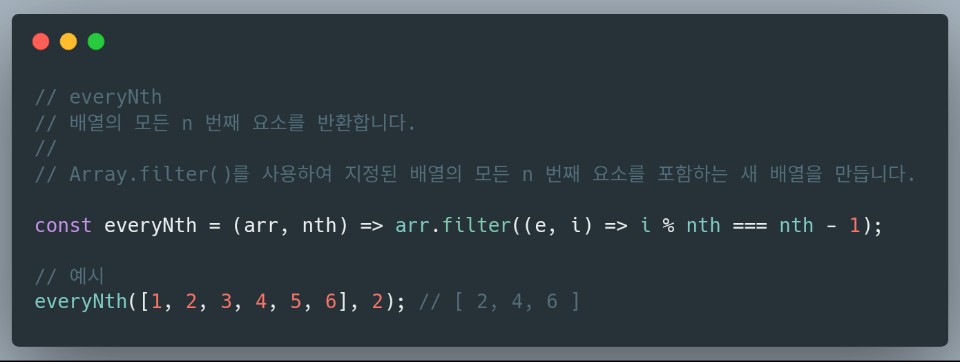 // everyNth
// 배열의 모든 n 번째 요소를 반환합니다.
//
// Array.filter()를 사용하여 지정된 배열의 모든 n 번째 요소를 포함하는 새 배열을 만듭니다.
const everyNth = (arr, nth) => arr.filter((e, i) => i % nth === nth - 1);
// 예시
everyNth([1, 2, 3, 4, 5, 6], 2); // [ 2, 4, 6 ]